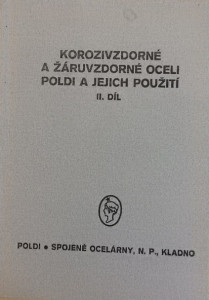 KOROZIVZDORNÉ
A ŽÁRUVZDORNÉ OCELI
POLDI A JEJICH POUŽITÍ
II. DÍL
POLDI • SPOJENÉ OCELÁRNY, N. P., KLADNO